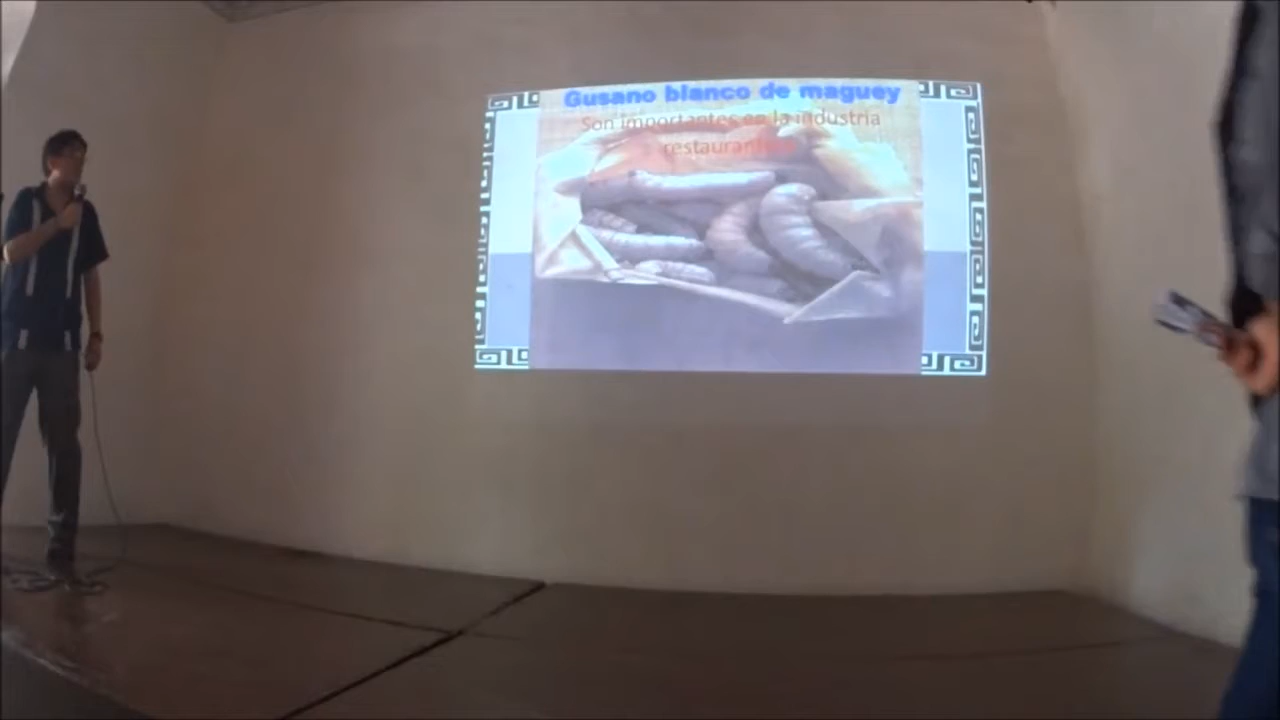 Gusano blanco de maguey
Son importantes en la industria
restaurantera